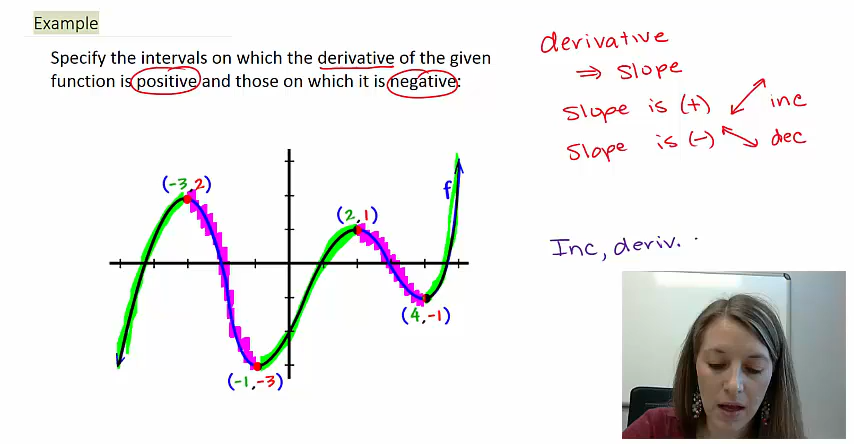 Example
Specify the intervals on which the derivative of the given
function is positive and those on which it is negative:
derivative
⇒ slope
slope is (+) inc
slope is (-) dec
(-3,2)
(2,1)
f
(4,-1)
(-1,-3)
Inc, deriv.